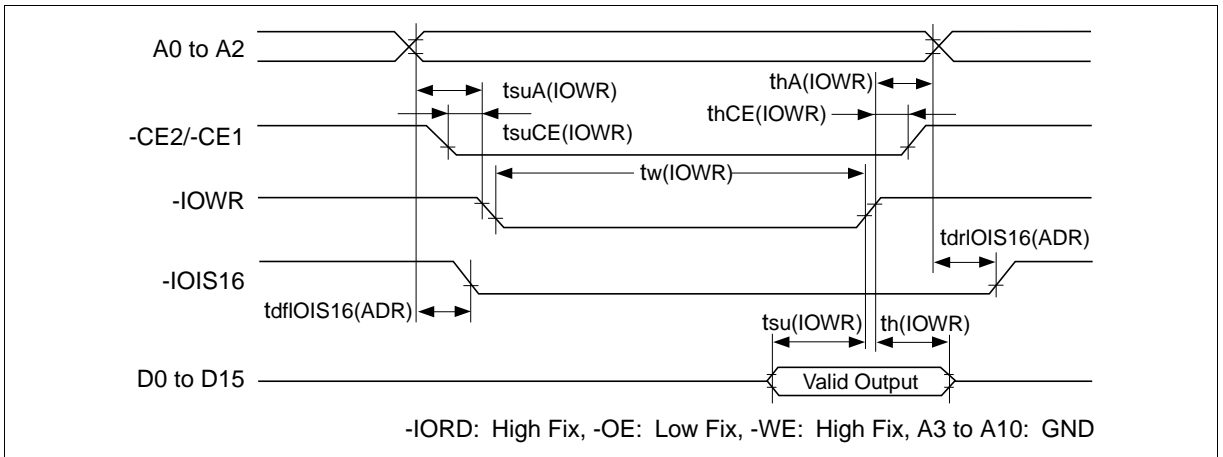 A0 to A2
tsuA(IOWR)
thA(IOWR)
thCE(IOWR)
-CE2/-CE1
tsuCE(IOWR)
tw(IOWR)
-IOWR
tdrIOIS16(ADR)
-IOIS16
tdfIOIS16(ADR)
tsu(IOWR)
th(IOWR)
D0 to D15
Valid Output
-IORD: High Fix, -OE: Low Fix, -WE: High Fix, A3 to A10: GND